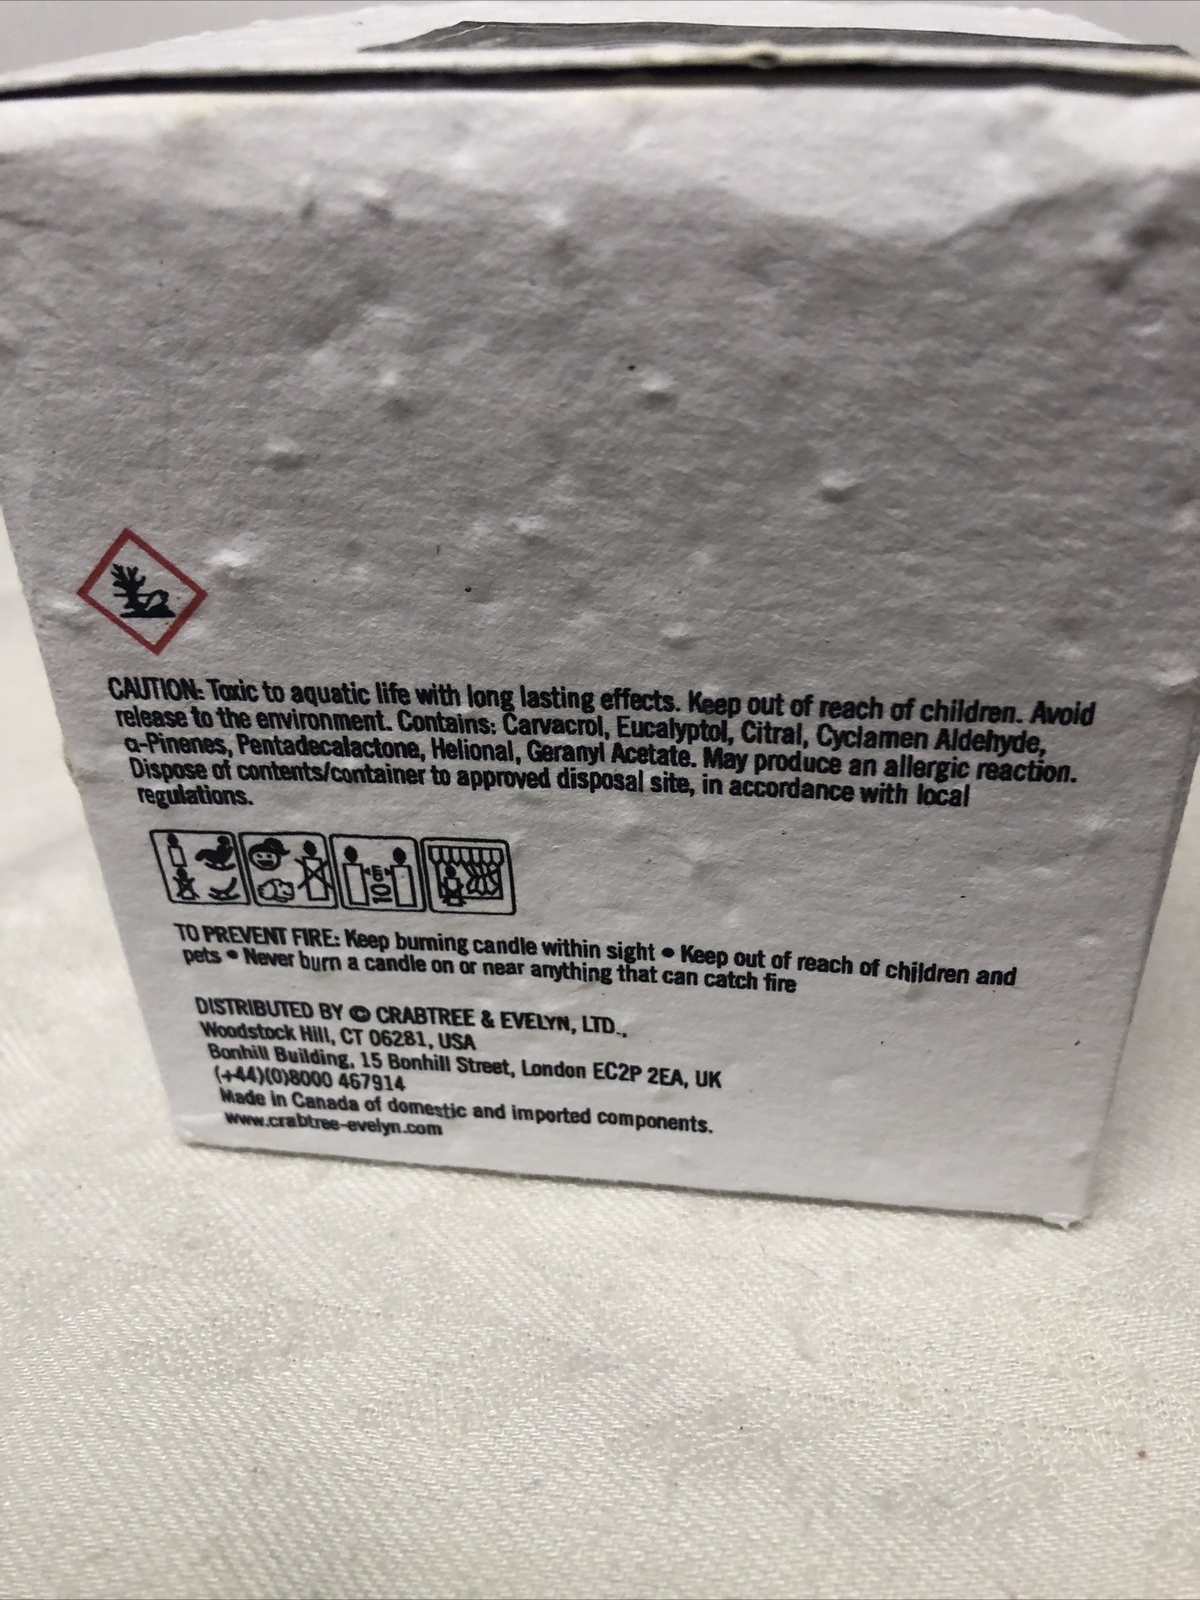 CAUTION: Toxic to aquatic life with long lasting effects. Keep out of reach of children. Avoid
release to the environment. Contains: Carvacrol, Eucalyptol, Citral, Cyclamen Aldehyde,
α-Pinenes, Pentadecalactone, Helional, Geranyl Acetate. May produce an allergic reaction.
Dispose of contents/container to approved disposal site, in accordance with local
regulations.
TO PREVENT FIRE: Keep burning candle within sight • Keep out of reach of children and
pets • Never burn a candle on or near anything that can catch fire
DISTRIBUTED BY © CRABTREE & EVELYN, LTD.,
Woodstock Hill, CT 06281, USA
Bonhill Building, 15 Bonhill Street, London EC2P 2EA, UK
(+44)(0)8000 467914
Made in Canada of domestic and imported components.
www.crabtree-evelyn.com